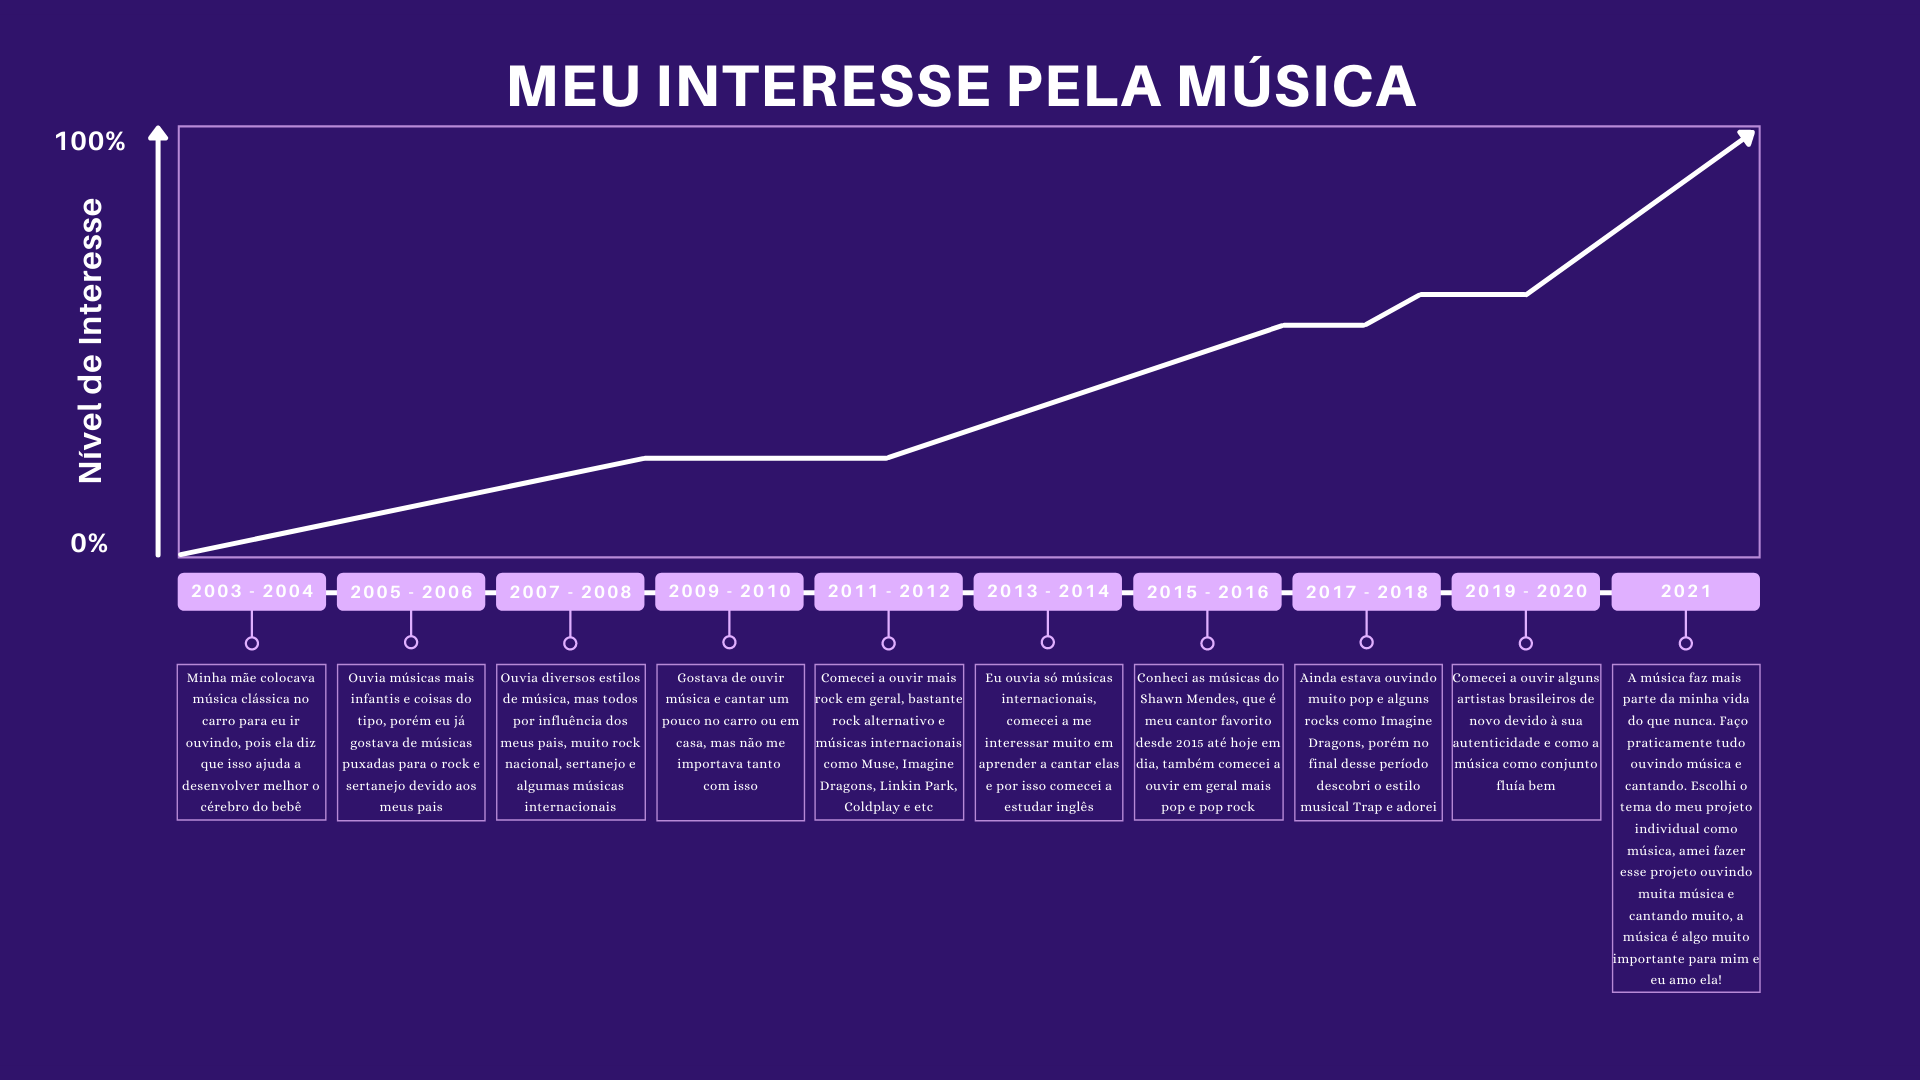 MEU INTERESSE PELA MÚSICA
100%
Nível de Interesse
0%
2003 - 2004
2005 - 2006
2007 - 2008
2009 - 2010
2011 - 2012
2013 - 2014
2015 - 2016
2017 - 2018
2019 - 2020
2021
Minha mãe colocava
música clássica no
carro para eu ir
ouvindo, pois ela diz
que isso ajuda a
desenvolver melhor o
cérebro do bebê
Ouvia músicas mais
infantis e coisas do
tipo, porém eu já
gostava de músicas
puxadas para o rock e
sertanejo devido aos
meus pais
Ouvia diversos estilos
de música, mas todos
por influência dos
meus pais, muito rock
nacional, sertanejo e
algumas músicas
internacionais
Gostava de ouvir
música e cantar um
pouco no carro ou em
casa, mas não me
importava tanto
com isso
Comecei a ouvir mais
rock em geral, bastante
rock alternativo e
músicas internacionais
como Muse, Imagine
Dragons, Linkin Park,
Coldplay e etc
Eu ouvia só músicas
internacionais,
comecei a me
interessar muito em
aprender a cantar elas
e por isso comecei a
estudar inglês
Conheci as músicas do
Shawn Mendes, que é
meu cantor favorito
desde 2015 até hoje em
dia, também comecei a
ouvir em geral mais
pop e pop rock
Ainda estava ouvindo
muito pop e alguns
rocks como Imagine
Dragons, porém no
final desse período
descobri o estilo
musical Trap e adorei
Comecei a ouvir alguns
artistas brasileiros de
novo devido à sua
autenticidade e como a
música como conjunto
fluía bem
A música faz mais
parte da minha vida
do que nunca. Faço
praticamente tudo
ouvindo música e
cantando. Escolhi o
tema do meu projeto
individual como
música, amei fazer
esse projeto ouvindo
muita música e
cantando muito, a
música é algo muito
importante para mim e
eu amo ela!